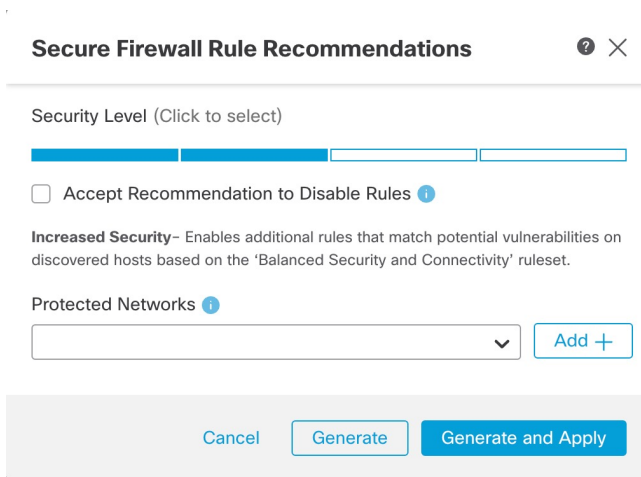 Secure Firewall Rule Recommendations
Security Level (Click to select)
Accept Recommendation to Disable Rules
Increased Security– Enables additional rules that match potential vulnerabilities on
discovered hosts based on the ‘Balanced Security and Connectivity’ ruleset.
Protected Networks
Add +
Cancel Generate Generate and Apply